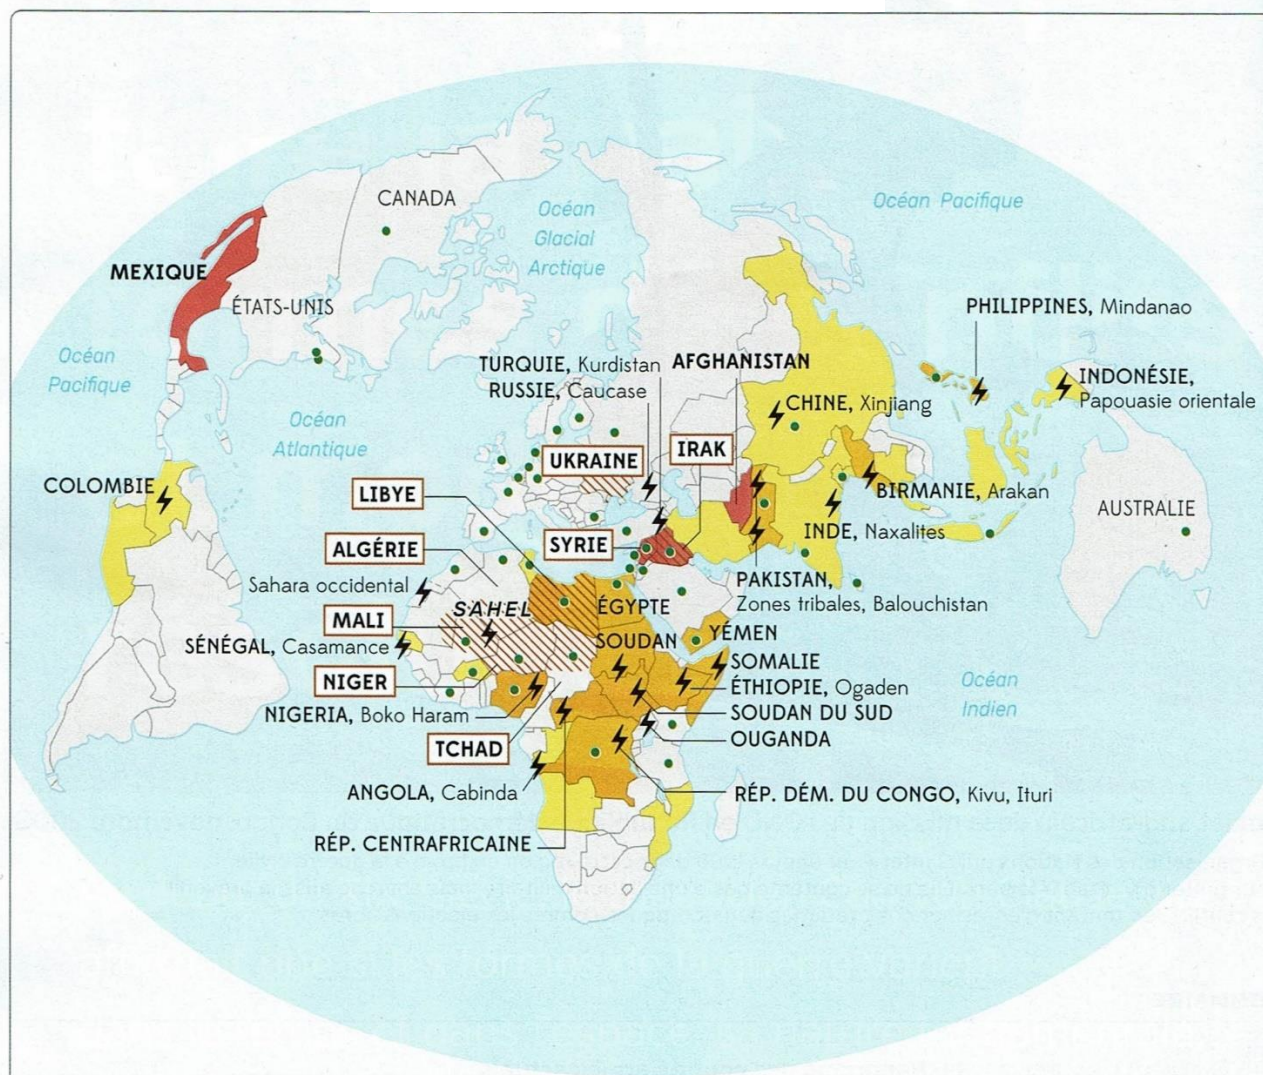 CANADA
Océan
Glacial
Arctique
Océan Pacifique
MEXIQUE
ÉTATS-UNIS
PHILIPPINES, Mindanao
Océan
Pacifique
TURQUIE, Kurdistan
AFGHANISTAN
RUSSIE, Caucase
INDONÉSIE,
Papouasie orientale
CHINE, Xinjiang
Océan
Atlantique
IRAK
UKRAINE
COLOMBIE
LIBYE
BIRMANIE, Arakan
AUSTRALIE
INDE, Naxalites
ALGÉRIE
SYRIE
PAKISTAN,
Zones tribales, Balouchistan
Sahara occidental
SAHEL
ÉGYPTE
MALI
SOUDAN
YÉMEN
SÉNÉGAL, Casamance
SOMALIE
NIGER
ÉTHIOPIE, Ogaden
Océan
Indien
NIGERIA, Boko Haram
SOUDAN DU SUD
TCHAD
OUGANDA
ANGOLA, Cabinda
RÉP. DÉM. DU CONGO, Kivu, Ituri
RÉP. CENTRAFRICAINE